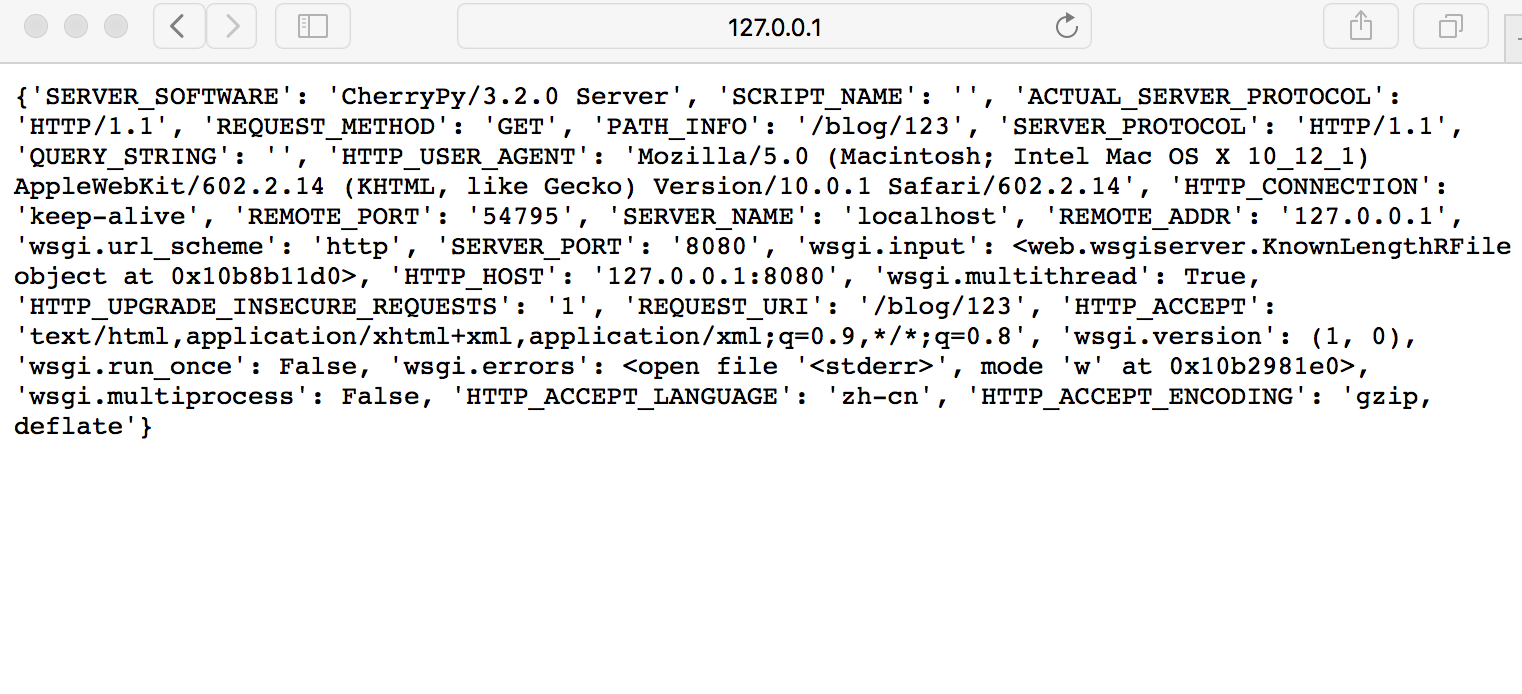 127.0.0.1
{'SERVER_SOFTWARE': 'CherryPy/3.2.0 Server', 'SCRIPT_NAME': '', 'ACTUAL_SERVER_PROTOCOL':
'HTTP/1.1', 'REQUEST_METHOD': 'GET', 'PATH_INFO': '/blog/123', 'SERVER_PROTOCOL': 'HTTP/1.1',
'QUERY_STRING': '', 'HTTP_USER_AGENT': 'Mozilla/5.0 (Macintosh; Intel Mac OS X 10_12_1)
AppleWebKit/602.2.14 (KHTML, like Gecko) Version/10.0.1 Safari/602.2.14', 'HTTP_CONNECTION':
'keep-alive', 'REMOTE_PORT': '54795', 'SERVER_NAME': 'localhost', 'REMOTE_ADDR': '127.0.0.1',
'wsgi.url_scheme': 'http', 'SERVER_PORT': '8080', 'wsgi.input': <web.wsgiserver.KnownLengthRFile
object at 0x10b8b11d0>, 'HTTP_HOST': '127.0.0.1:8080', 'wsgi.multithread': True,
'HTTP_UPGRADE_INSECURE_REQUESTS': '1', 'REQUEST_URI': '/blog/123', 'HTTP_ACCEPT':
'text/html,application/xhtml+xml,application/xml;q=0.9,*/*;q=0.8', 'wsgi.version': (1, 0),
'wsgi.run_once': False, 'wsgi.errors': <open file '<stderr>', mode 'w' at 0x10b2981e0>,
'wsgi.multiprocess': False, 'HTTP_ACCEPT_LANGUAGE': 'zh-cn', 'HTTP_ACCEPT_ENCODING': 'gzip,
deflate'}